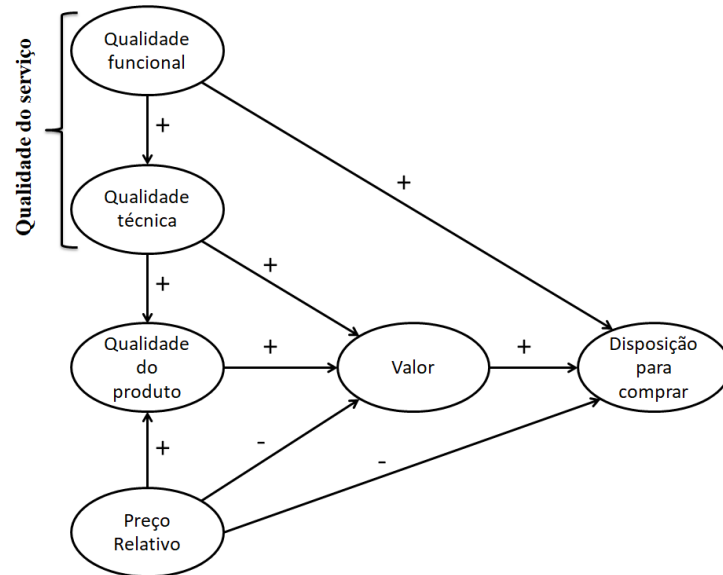 Qualidade do serviço
Qualidade
funcional
+
+
Qualidade
técnica
+
+
Qualidade
do
produto
+
Valor
+
Disposição
para
comprar
+
-
-
Preço
Relativo